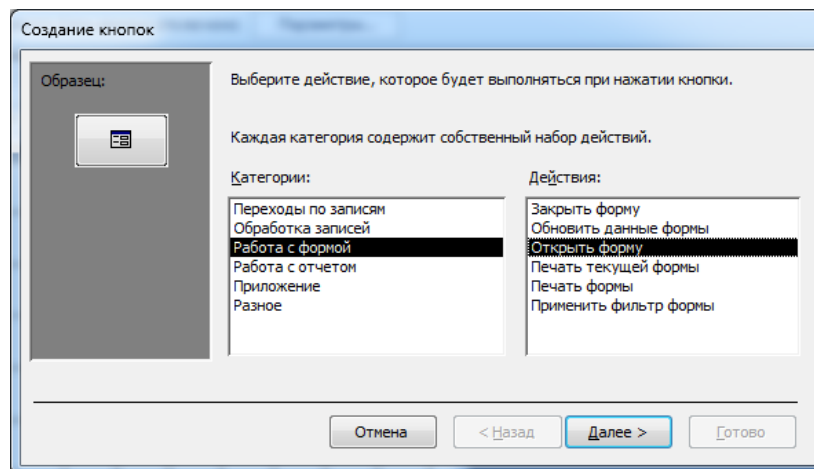 Создание кнопок
Образец:
Выберите действие, которое будет выполняться при нажатии кнопки.
Каждая категория содержит собственный набор действий.
Категории:
Переходы по записям
Обработка записей
Работа с формой
Работа с отчетом
Приложение
Разное
Действия:
Закрыть форму
Обновить данные формы
Открыть форму
Печать текущей формы
Печать формы
Применить фильтр формы
Отмена
< Назад
Далее >
Готово